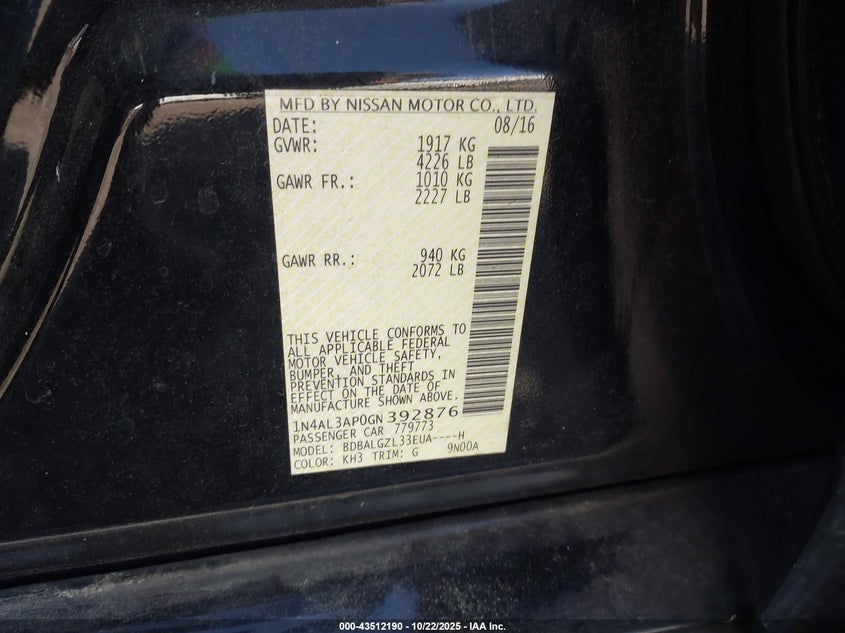 MFD BY NISSAN MOTOR CO., LTD.
DATE: 08/16
GVWR: 1917 KG
4226 LB
GAWR FR.: 1010 KG
2227 LB
GAWR RR.: 940 KG
2072 LB
THIS VEHICLE CONFORMS TO
ALL APPLICABLE FEDERAL
MOTOR VEHICLE SAFETY,
BUMPER, AND THEFT
PREVENTION STANDARDS IN
EFFECT ON THE DATE OF
MANUFACTURE SHOWN ABOVE.
1N4AL3AP0GN392876
PASSENGER CAR 779773
MODEL: BDBALGZL33EUA----H
COLOR: KH3 TRIM: G 9N00A
000-43512190 - 10/22/2025 - IAA Inc.